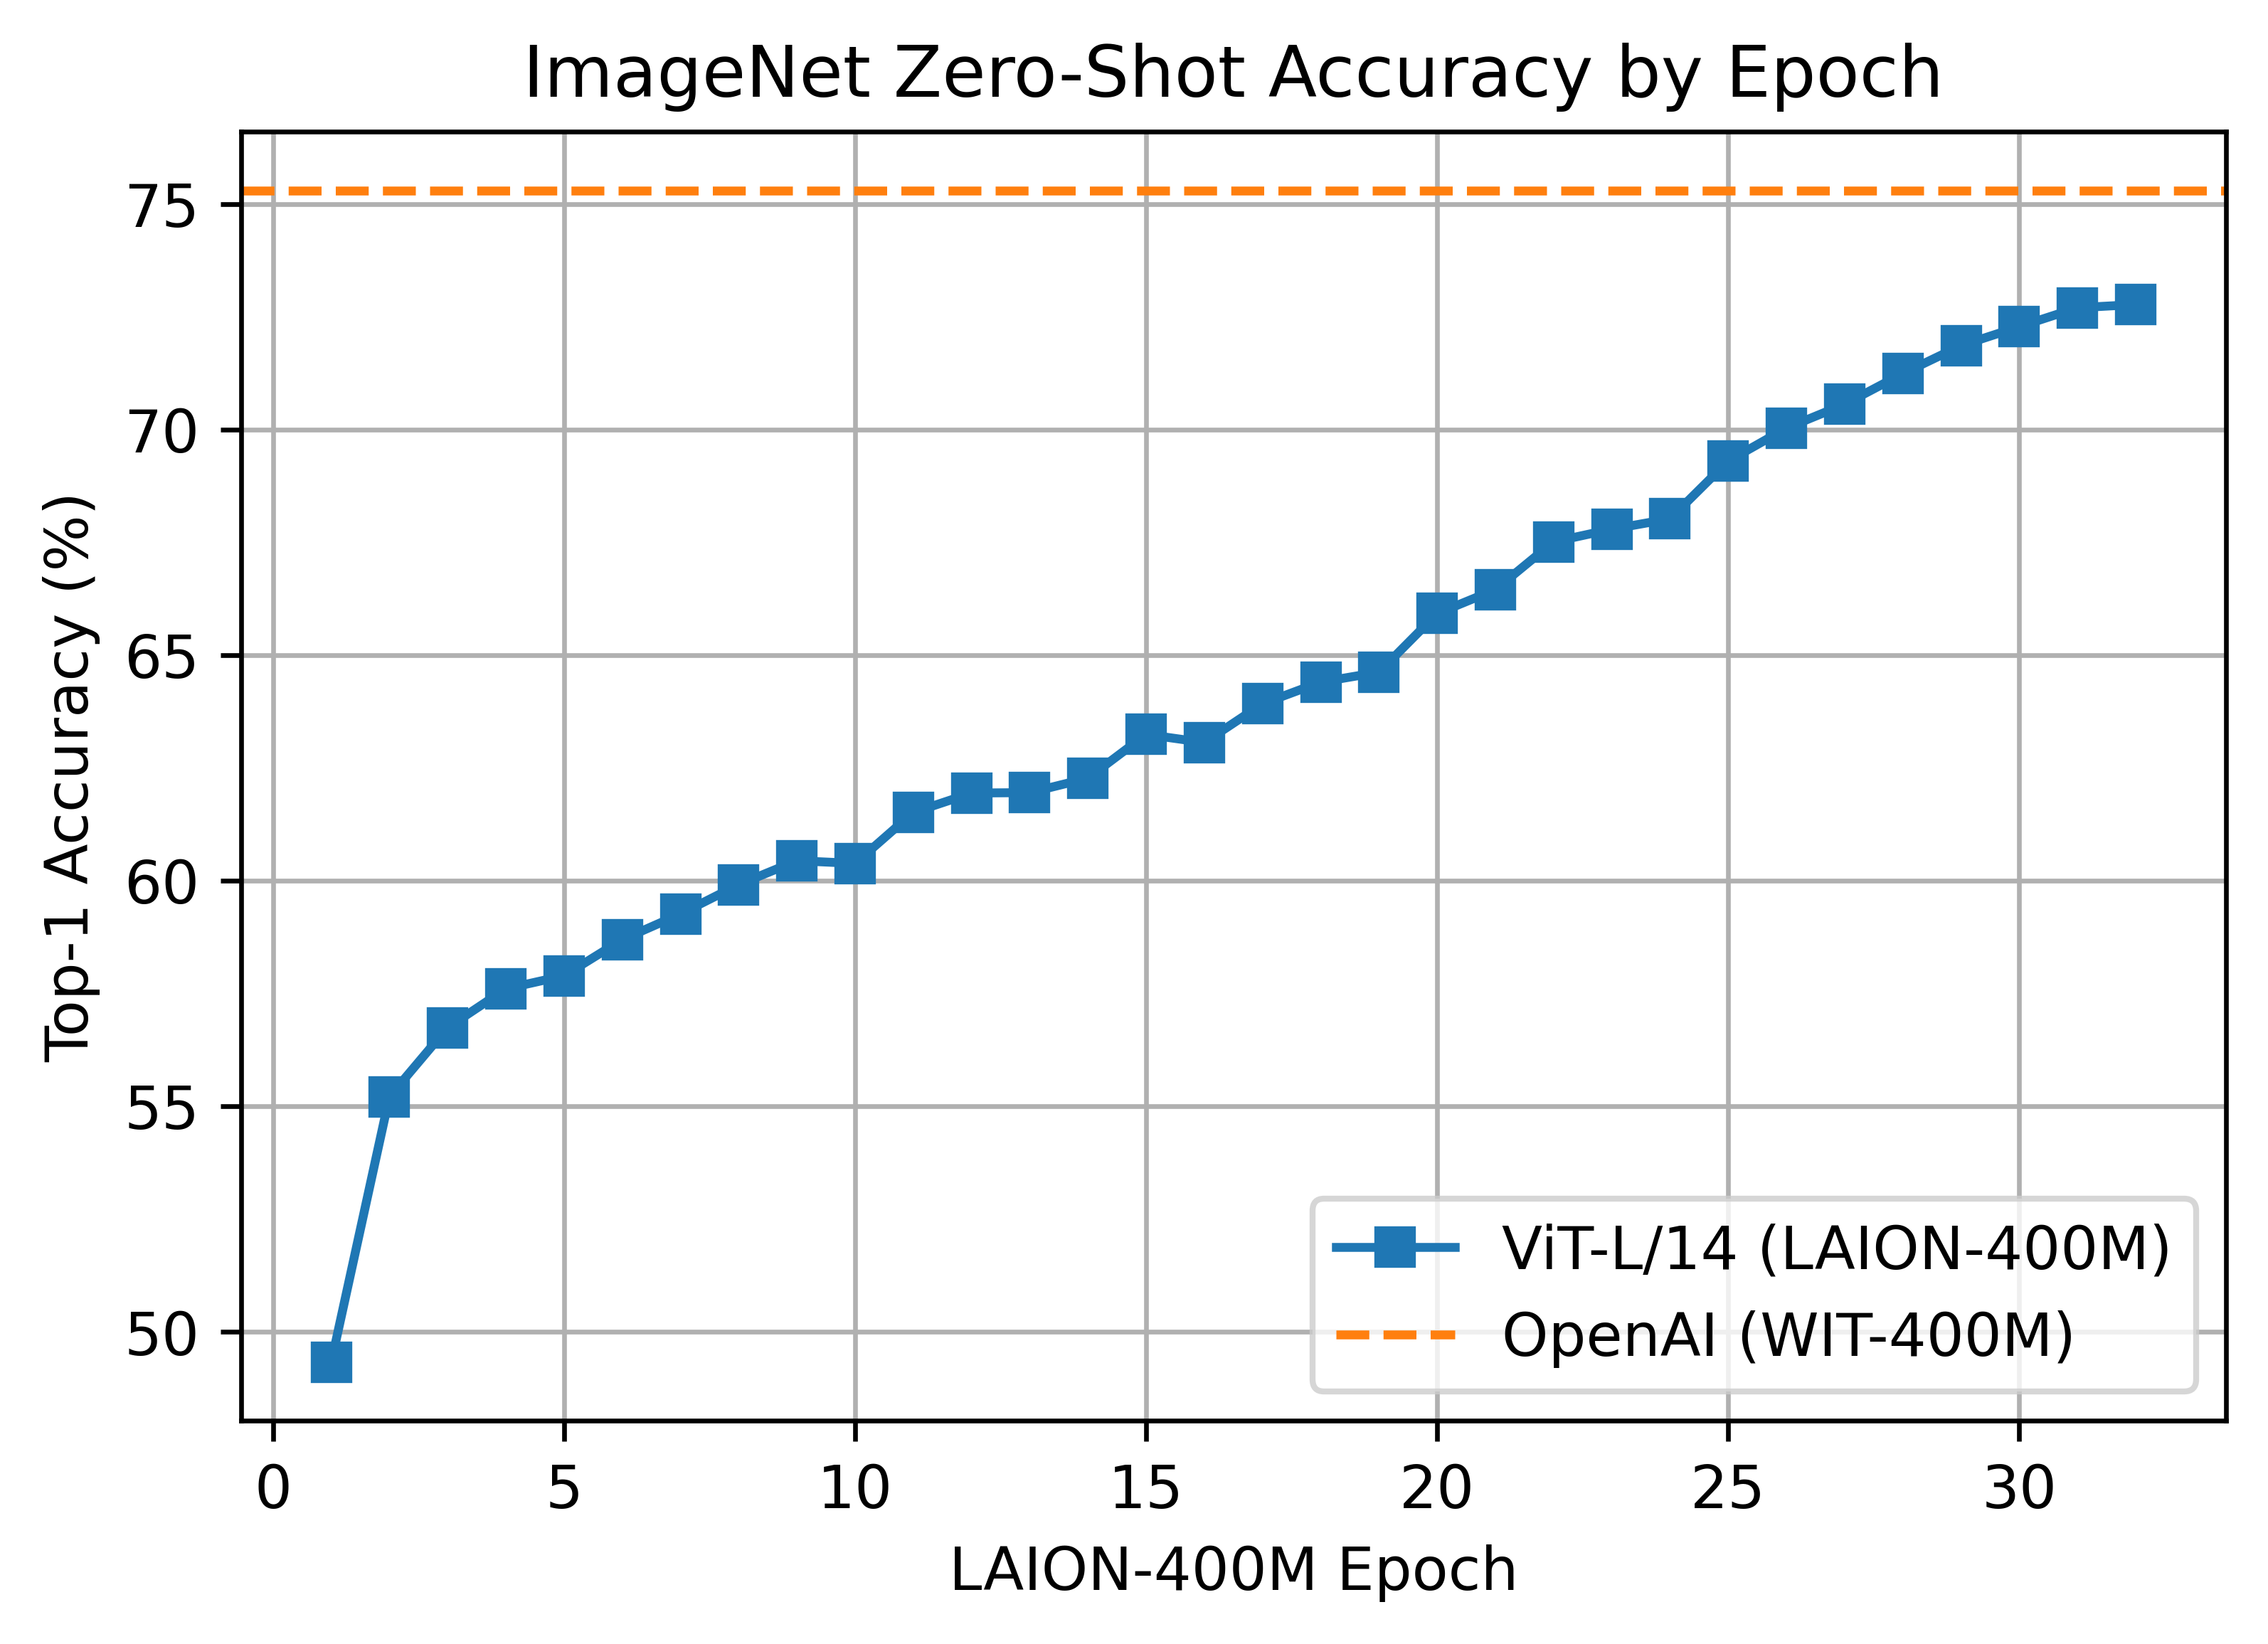 ImageNet Zero-Shot Accuracy by Epoch
Top-1 Accuracy (%)
75
70
65
60
55
50
0 5 10 15 20 25 30
LAION-400M Epoch
ViT-L/14 (LAION-400M)
OpenAI (WIT-400M)